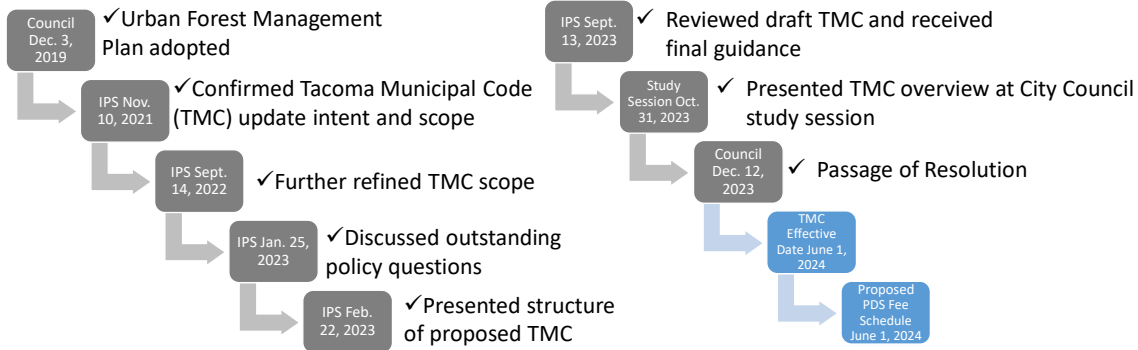 Council
Dec. 3,
2019
✓Urban Forest Management
Plan adopted
IPS Nov.
10, 2021
✓Confirmed Tacoma Municipal Code
(TMC) update intent and scope
IPS Sept.
14, 2022
✓Further refined TMC scope
IPS Jan. 25,
2023
✓Discussed outstanding
policy questions
IPS Feb.
22, 2023
✓Presented structure
of proposed TMC
IPS Sept.
13, 2023
✓ Reviewed draft TMC and received
final guidance
Study
Session Oct.
31, 2023
✓ Presented TMC overview at City Council
study session
Council
Dec. 12,
2023
✓ Passage of Resolution
TMC
Effective
Date June 1,
2024
Proposed
PDS Fee
Schedule
June 1, 2024